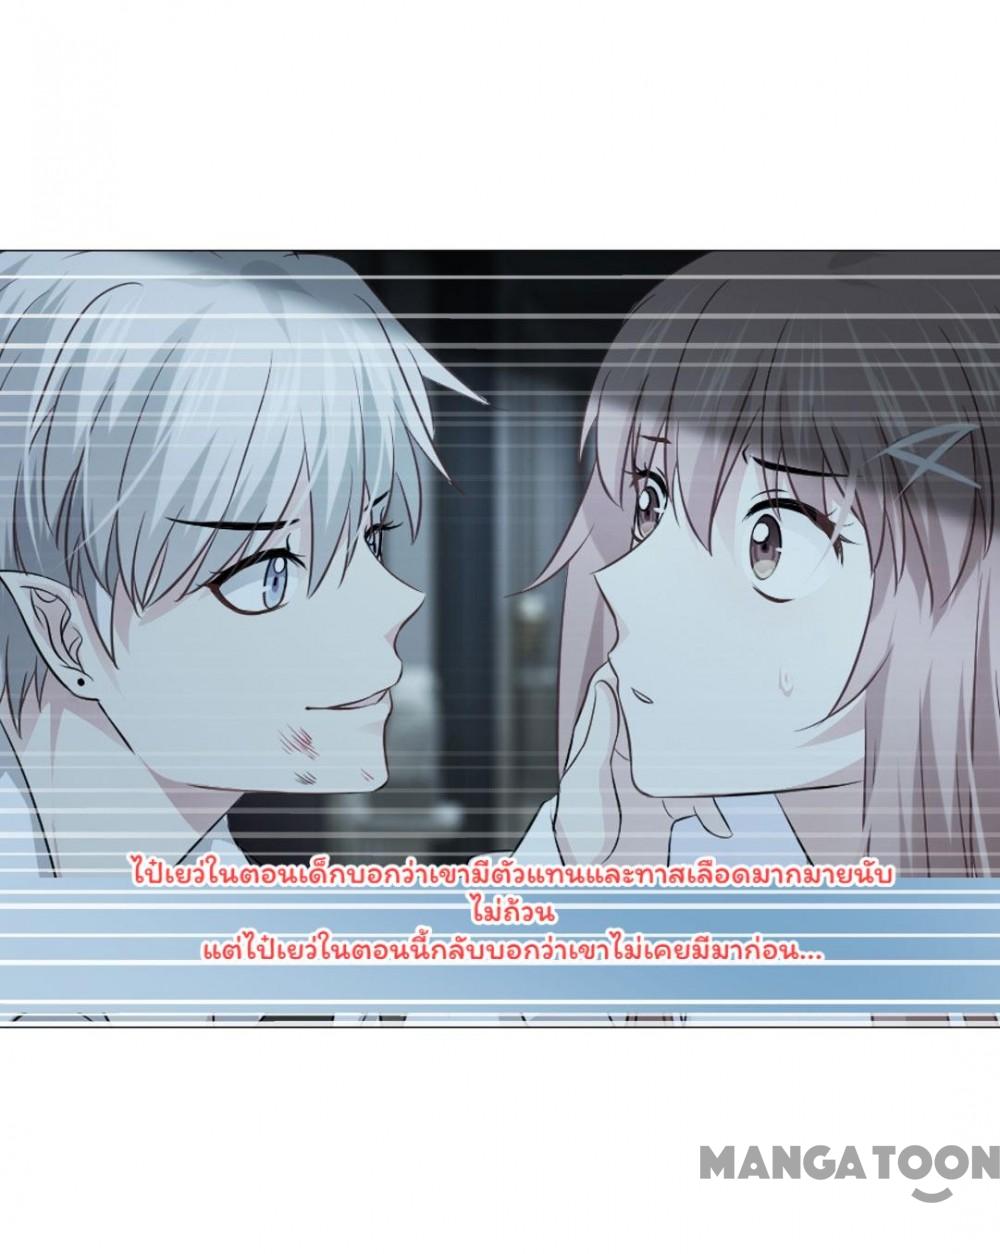 ไป๋เยว่ในตอนเด็กบอกว่าเขามีตัวแทนและทาสเลือดมากมายนับ
ไม่ถ้วน
แต่ไป๋เยว่ในตอนนี้กลับบอกว่าเขาไม่เคยมีมาก่อน...
MANGATOON